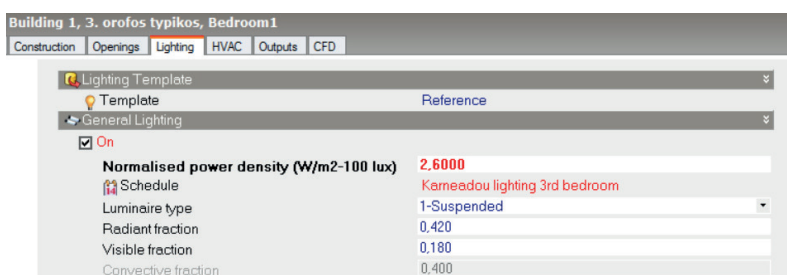 Building 1, 3. orofos typikos, Bedroom1
Construction Openings Lighting HVAC Outputs CFD
Lighting Template
Template Reference
General Lighting
On
Normalised power density (W/m2-100 lux) 2,6000
14 Schedule Karneadou lighting 3rd bedroom
Luminaire type 1-Suspended
Radiant fraction 0,420
Visible fraction 0,180
Convective fraction 0,400